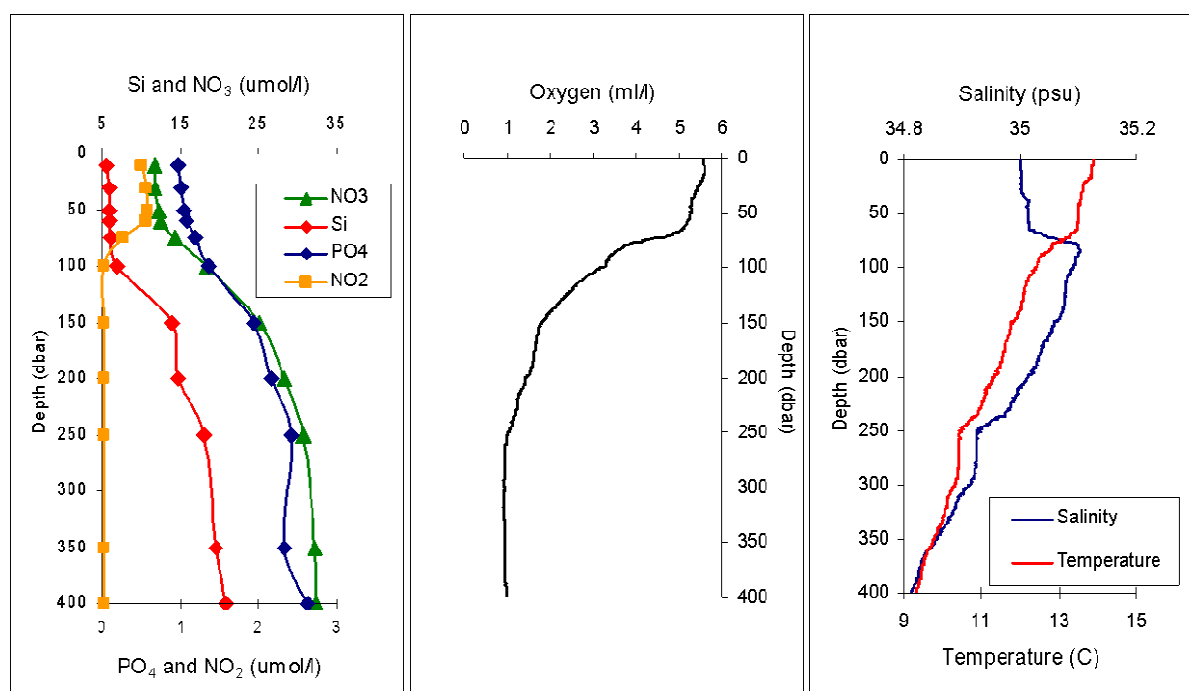 Si and NO3 (umol/l)
5 15 25 35
0
50
100
150
200
250
300
350
400
Depth (dbar)
NO3
Si
PO4
NO2
0 1 2 3
PO4 and NO2 (umol/l)
Oxygen (ml/l)
0 1 2 3 4 5 6
0
50
100
150
200
250
300
350
400
Depth (dbar)
Salinity (psu)
34.8 35 35.2
0
50
100
150
200
250
300
350
400
Depth (dbar)
Salinity
Temperature
9 11 13 15
Temperature (C)